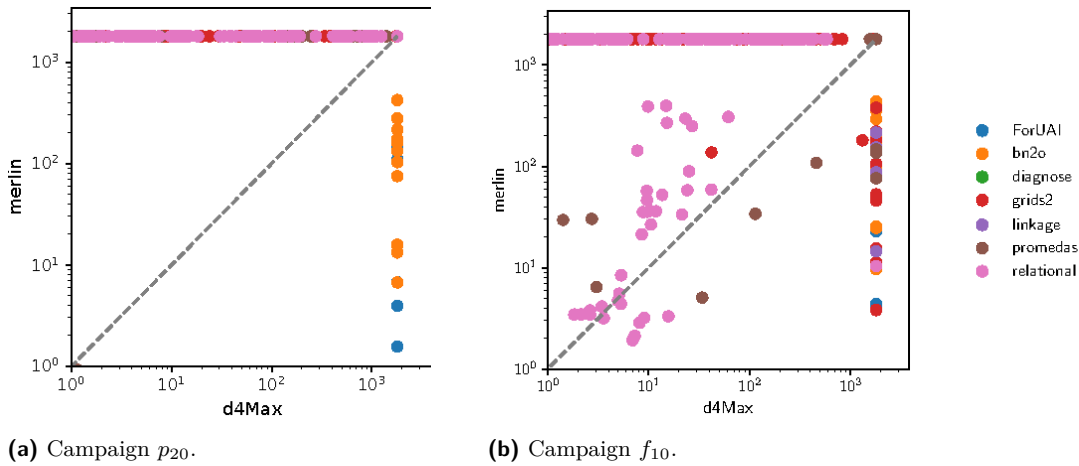 10³
10²
10¹
10⁰
merlin
10⁰ 10¹ 10² 10³
d4Max
10³
10²
10¹
10⁰
merlin
10⁰ 10¹ 10² 10³
d4Max
ForUAI
bn2o
diagnose
grids2
linkage
promedas
relational
(a) Campaign p₂₀.
(b) Campaign f₁₀.